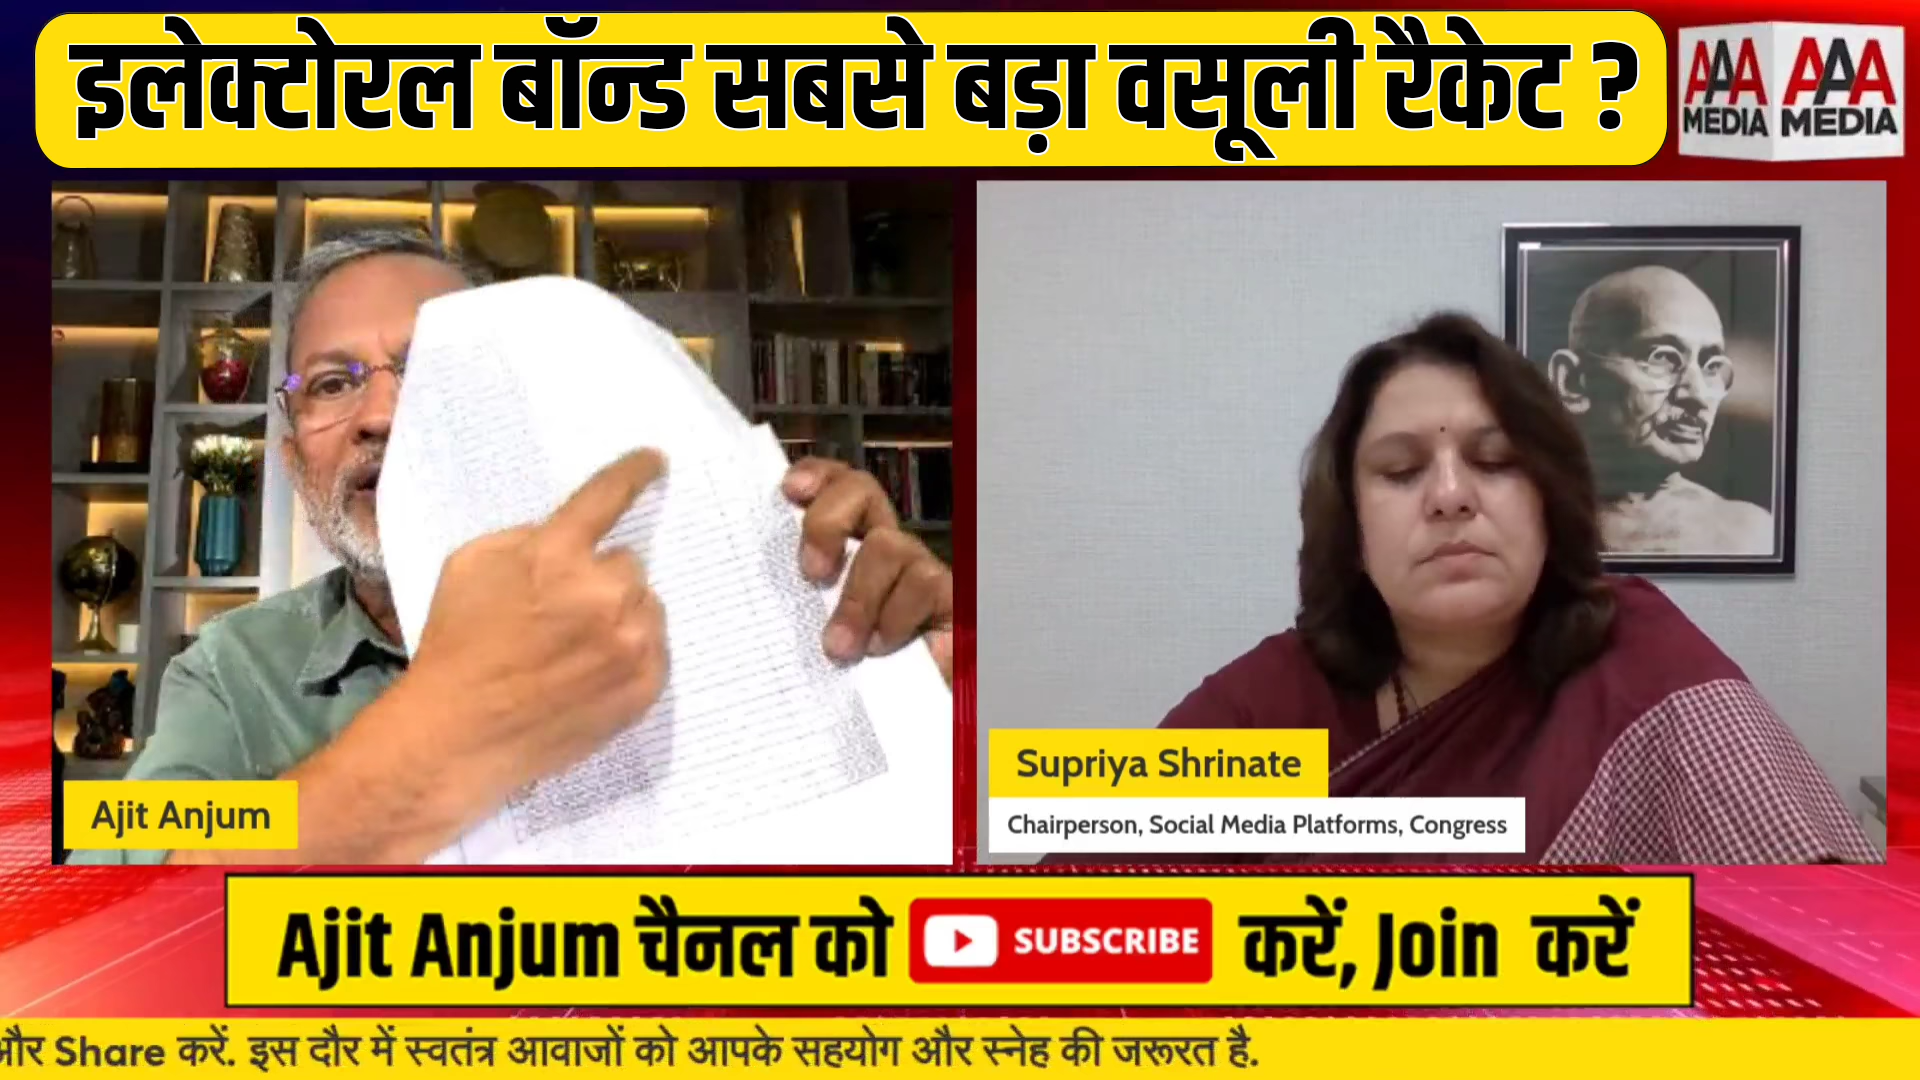 इलेक्टोरल बॉन्ड सबसे बड़ा वसूली रैकेट ?
AAA MEDIA
AAA MEDIA
Ajit Anjum
Supriya Shrinate
Chairperson, Social Media Platforms, Congress
Ajit Anjum चैनल को SUBSCRIBE करें, Join करें
और Share करें. इस दौर में स्वतंत्र आवाजों को आपके सहयोग और स्नेह की जरूरत है.